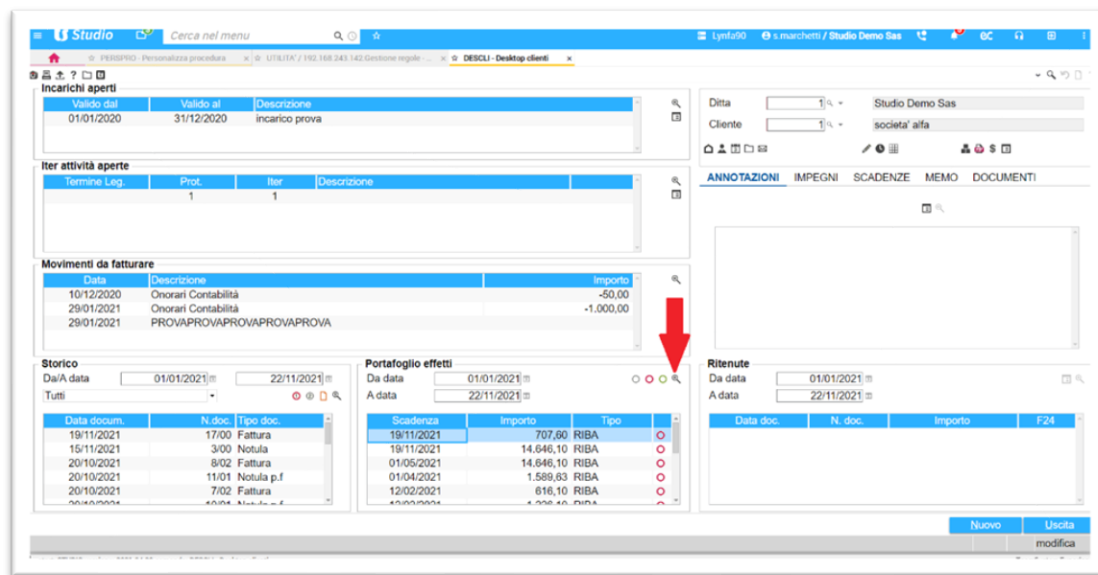 Studio Cerca nel menu Lynfa90 s.marchetti / Studio Demo Sas
PERSPRO - Personalizza procedura x UTILITA' / 192.168.243.142 Gestione regole - ... x DESCLI - Desktop clienti x
Incarichi aperti
Valido dal Valido al Descrizione
01/01/2020 31/12/2020 incarico prova
Ditta 1 Studio Demo Sas
Cliente 1 societa' alfa
Iter attività aperte
Termine Leg. Prot. Iter Descrizione
1 1
ANNOTAZIONI IMPEGNI SCADENZE MEMO DOCUMENTI
Movimenti da fatturare
Data Descrizione Importo
10/12/2020 Onorari Contabilità -50,00
29/01/2021 Onorari Contabilità -1.000,00
29/01/2021 PROVAPROVAPROVAPROVAPROVA
Storico
Da/A data 01/01/2021 22/11/2021
Tutti
Data docum. N.doc. Tipo doc.
19/11/2021 17/00 Fattura
15/11/2021 3/00 Notula
20/10/2021 8/02 Fattura
20/10/2021 11/01 Notula p.f
20/10/2021 7/02 Fattura
Portafoglio effetti
Da data 01/01/2021
A data 22/11/2021
Scadenza Importo Tipo
19/11/2021 707,60 RIBA
19/11/2021 14.646,10 RIBA
01/05/2021 14.646,10 RIBA
01/04/2021 1.589,63 RIBA
12/02/2021 616,10 RIBA
Ritenute
Da data 01/01/2021
A data 22/11/2021
Data doc. N. doc. Importo F24
Nuovo Uscita
modifica